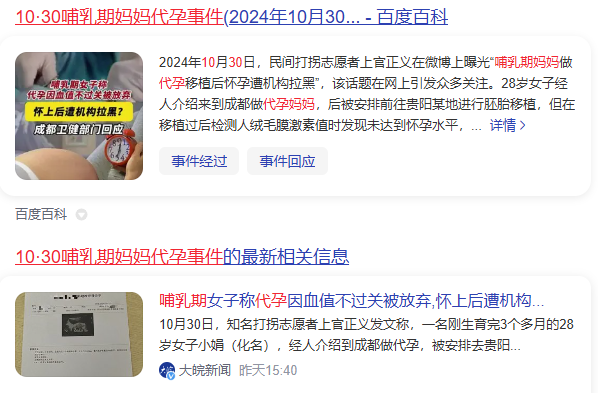 10·30哺乳期妈妈代孕事件(2024年10月30... - 百度百科
哺乳期女子称
代孕因血值不过关被放弃
怀上后遭机构拉黑？
成都卫健部门回应
2024年10月30日，民间打拐志愿者上官正义在微博上曝光“哺乳期妈妈做
代孕移植后怀孕遭机构拉黑”，该话题在网上引发众多关注。28岁女子经
人介绍来到成都做代孕妈妈，后被安排前往贵阳某地进行胚胎移植，但在
移植过后检测人绒毛膜激素值时发现未达到怀孕水平，... 详情
事件经过 事件回应
百度百科
10·30哺乳期妈妈代孕事件的最新相关信息
哺乳期女子称代孕因血值不过关被放弃,怀上后遭机构...
10月30日，知名打拐志愿者上官正义发文称，一名刚生育完3个多月的28
岁女子小娟（化名），经人介绍到成都做代孕，被安排去贵阳...
大皖新闻 昨天15:40